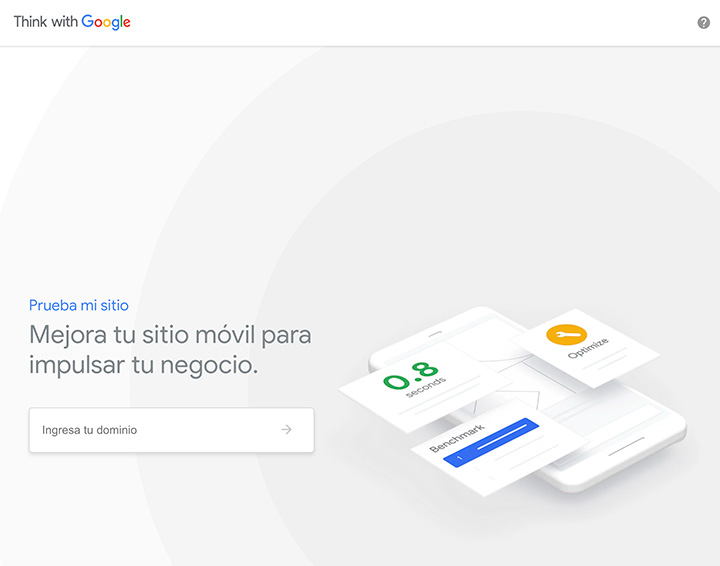 Think with Google
?
Prueba mi sitio
Mejora tu sitio móvil para
impulsar tu negocio.
Ingresa tu dominio
0.8
seconds
Optimize
Benchmark
1